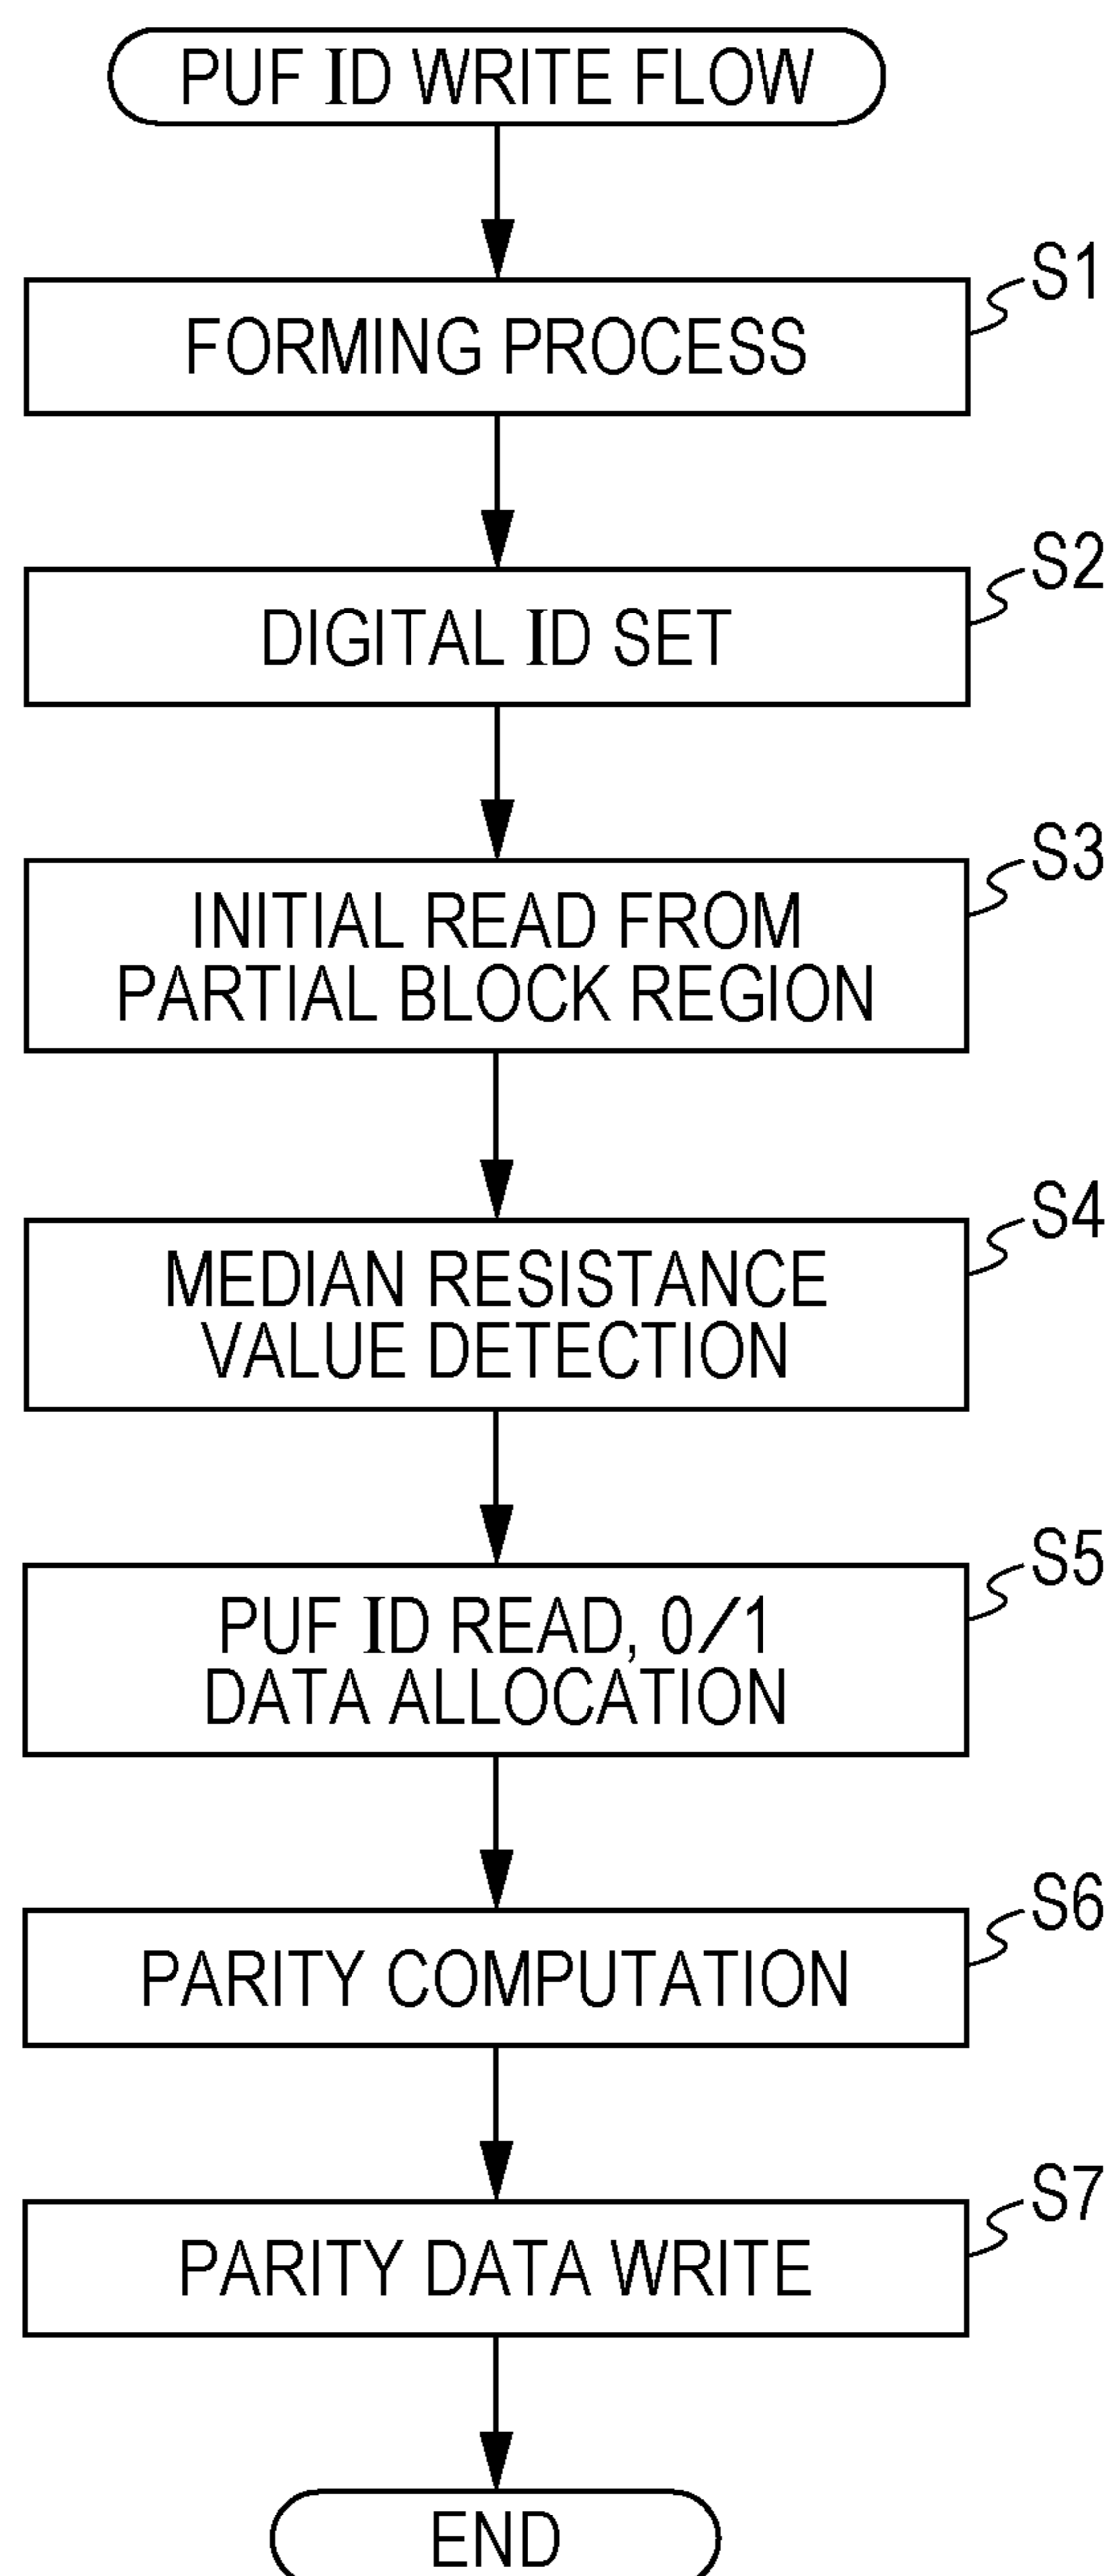 PUF ID WRITE FLOW
S1
FORMING PROCESS
S2
DIGITAL ID SET
S3
INITIAL READ FROM
PARTIAL BLOCK REGION
S4
MEDIAN RESISTANCE
VALUE DETECTION
S5
PUF ID READ, 0/1
DATA ALLOCATION
S6
PARITY COMPUTATION
S7
PARITY DATA WRITE
END